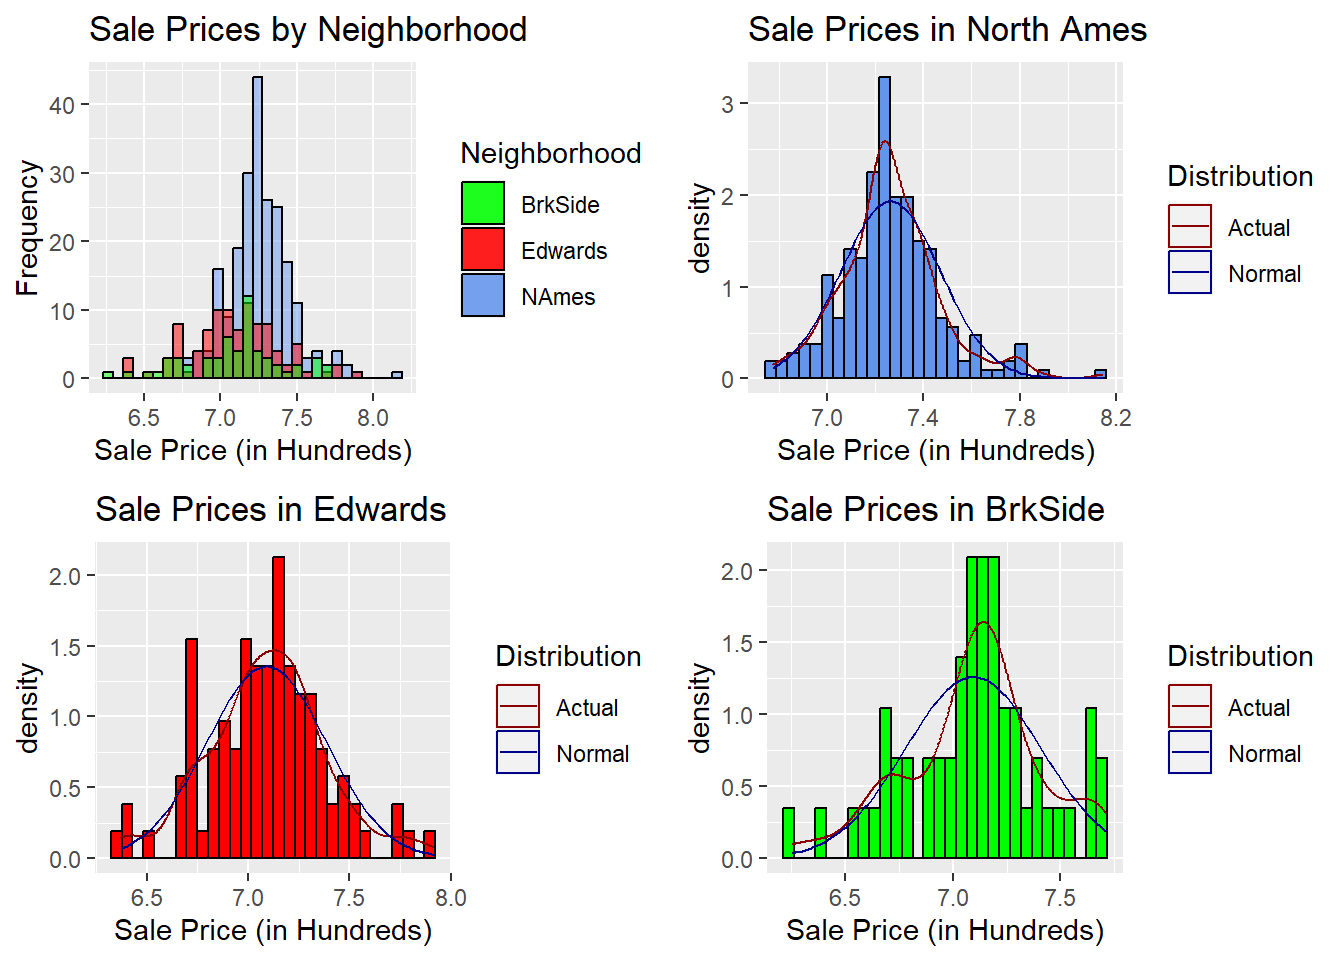 Sale Prices by Neighborhood
Frequency
40
30
20
10
0
6.5 7.0 7.5 8.0
Sale Price (in Hundreds)
Neighborhood
BrkSide
Edwards
NAmes
Sale Prices in North Ames
density
3
2
1
0
7.0 7.4 7.8 8.2
Sale Price (in Hundreds)
Distribution
Actual
Normal
Sale Prices in Edwards
density
2.0
1.5
1.0
0.5
0.0
6.5 7.0 7.5 8.0
Sale Price (in Hundreds)
Distribution
Actual
Normal
Sale Prices in BrkSide
density
2.0
1.5
1.0
0.5
0.0
6.5 7.0 7.5
Sale Price (in Hundreds)
Distribution
Actual
Normal